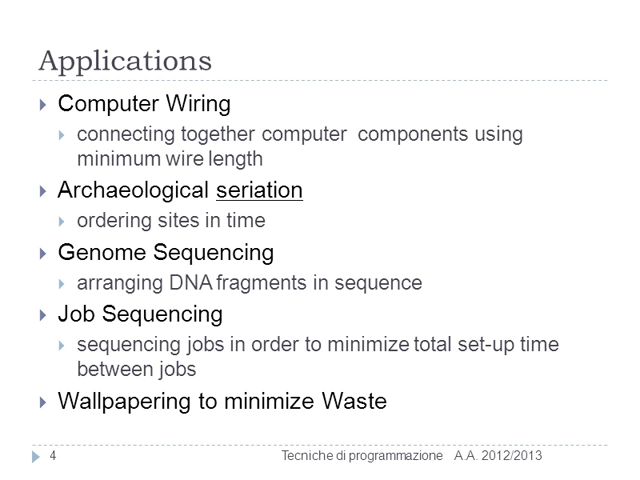 Applications
Computer Wiring
connecting together computer components using
minimum wire length
Archaeological seriation
ordering sites in time
Genome Sequencing
arranging DNA fragments in sequence
Job Sequencing
sequencing jobs in order to minimize total set-up time
between jobs
Wallpapering to minimize Waste
4 Tecniche di programmazione A.A. 2012/2013